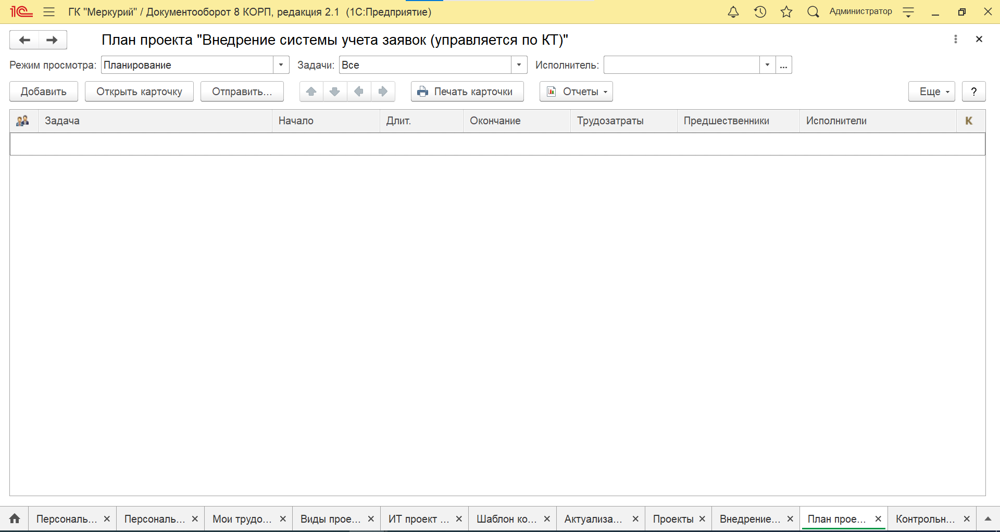 1С ГК "Меркурий" / Документооборот 8 КОРП, редакция 2.1 (1С:Предприятие) Администратор
План проекта "Внедрение системы учета заявок (управляется по КТ)"
Режим просмотра: Планирование Задачи: Все Исполнитель: ...
Добавить Открыть карточку Отправить... Печать карточки Отчеты Еще ?
Задача Начало Длит. Окончание Трудозатраты Предшественники Исполнители К
Персональ... Персональ... Мои трудо... Виды прое... ИТ проект ... Шаблон ко... Актуализа... Проекты Внедрение... План прое... Контрольн...